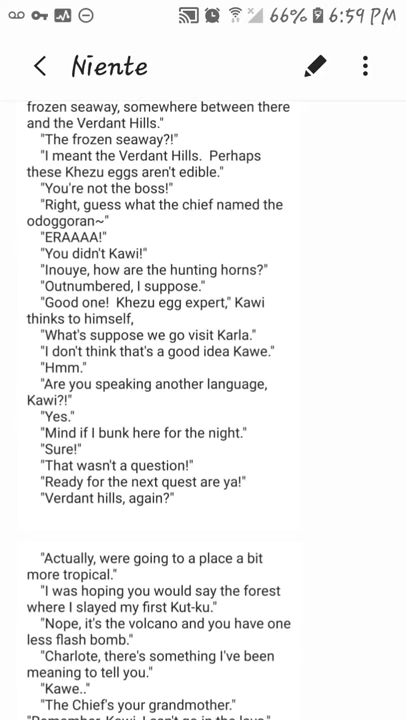 66% 6:59 PM
Niente
frozen seaway, somewhere between there
and the Verdant Hills."
"The frozen seaway?!"
"I meant the Verdant Hills.  Perhaps
these Khezu eggs aren't edible."
"You're not the boss!"
"Right, guess what the chief named the
odoggoran~"
"ERAAAA!"
"You didn't Kawi!"
"Inouye, how are the hunting horns?"
"Outnumbered, I suppose."
"Good one!  Khezu egg expert," Kawi
thinks to himself,
"What's suppose we go visit Karla."
"I don't think that's a good idea Kawe."
"Hmm."
"Are you speaking another language,
Kawi?!"
"Yes."
"Mind if I bunk here for the night."
"Sure!"
"That wasn't a question!"
"Ready for the next quest are ya!"
"Verdant hills, again?"
"Actually, were going to a place a bit
more tropical."
"I was hoping you would say the forest
where I slayed my first Kut-ku."
"Nope, it's the volcano and you have one
less flash bomb."
"Charlote, there's something I've been
meaning to tell you."
"Kawe.."
"The Chief's your grandmother."
"Remember, Kawi, I can't go in the lava."